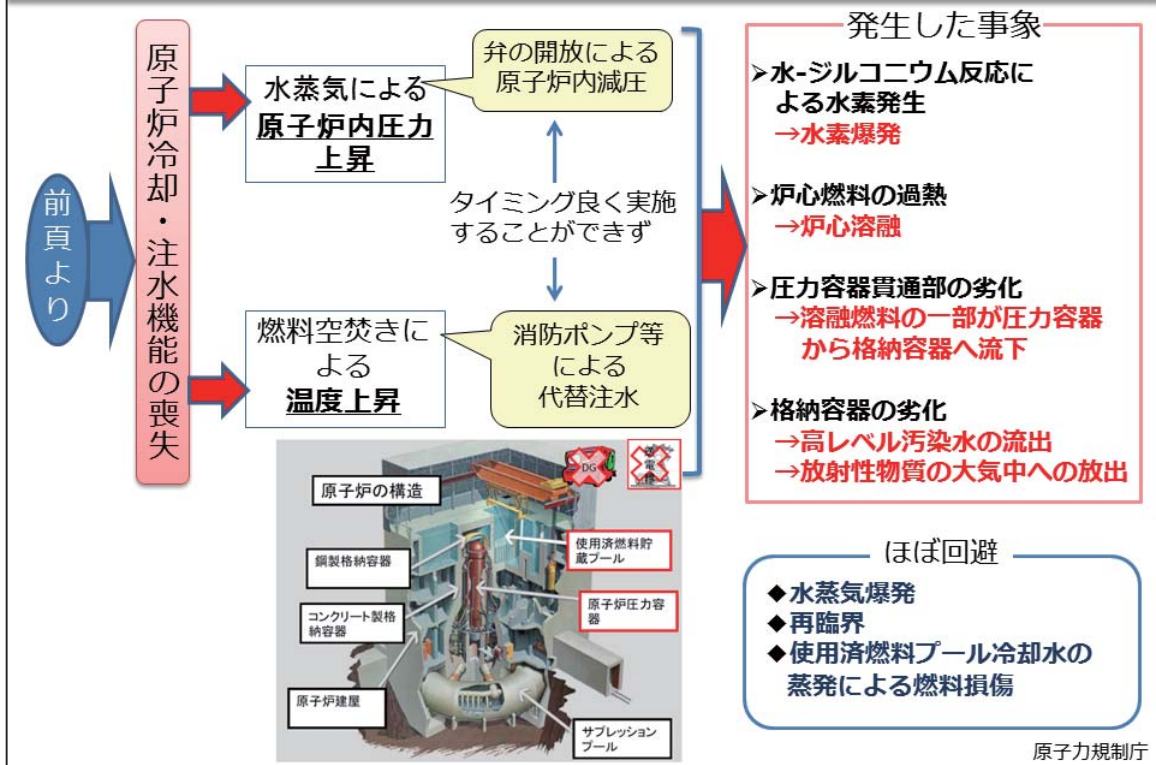 前頁より
原子炉冷却・注水機能の喪失
水蒸気による
原子炉内圧力
上昇
弁の開放による
原子炉内減圧
タイミング良く実施
することができず
燃料空焚きに
よる
温度上昇
消防ポンプ等
による
代替注水
発生した事象
➢水-ジルコニウム反応に
よる水素発生
→水素爆発
➢炉心燃料の過熱
→炉心溶融
➢圧力容器貫通部の劣化
→溶融燃料の一部が圧力容器
から格納容器へ流下
➢格納容器の劣化
→高レベル汚染水の流出
→放射性物質の大気中への放出
DG
原子炉の構造
鋼製格納容器
コンクリート製格
納容器
原子炉建屋
使用済燃料貯
蔵プール
原子炉圧力容
器
サプレッション
プール
ほぼ回避
◆水蒸気爆発
◆再臨界
◆使用済燃料プール冷却水の
蒸発による燃料損傷
原子力規制庁